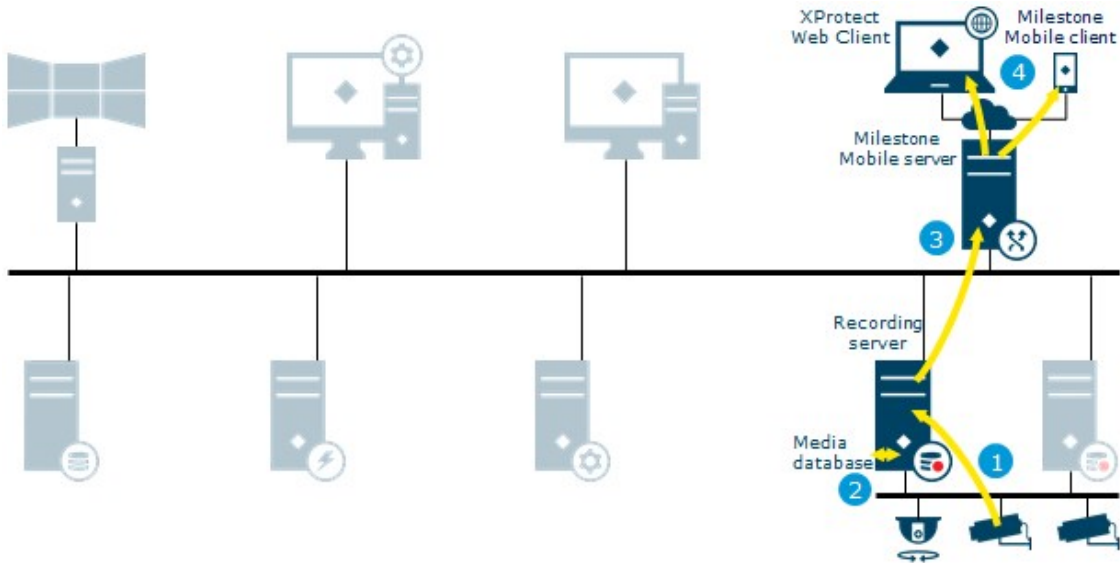 XProtect
Web Client
Milestone
Mobile client
4
Milestone
Mobile server
3
Recording
server
Media
database
1
2